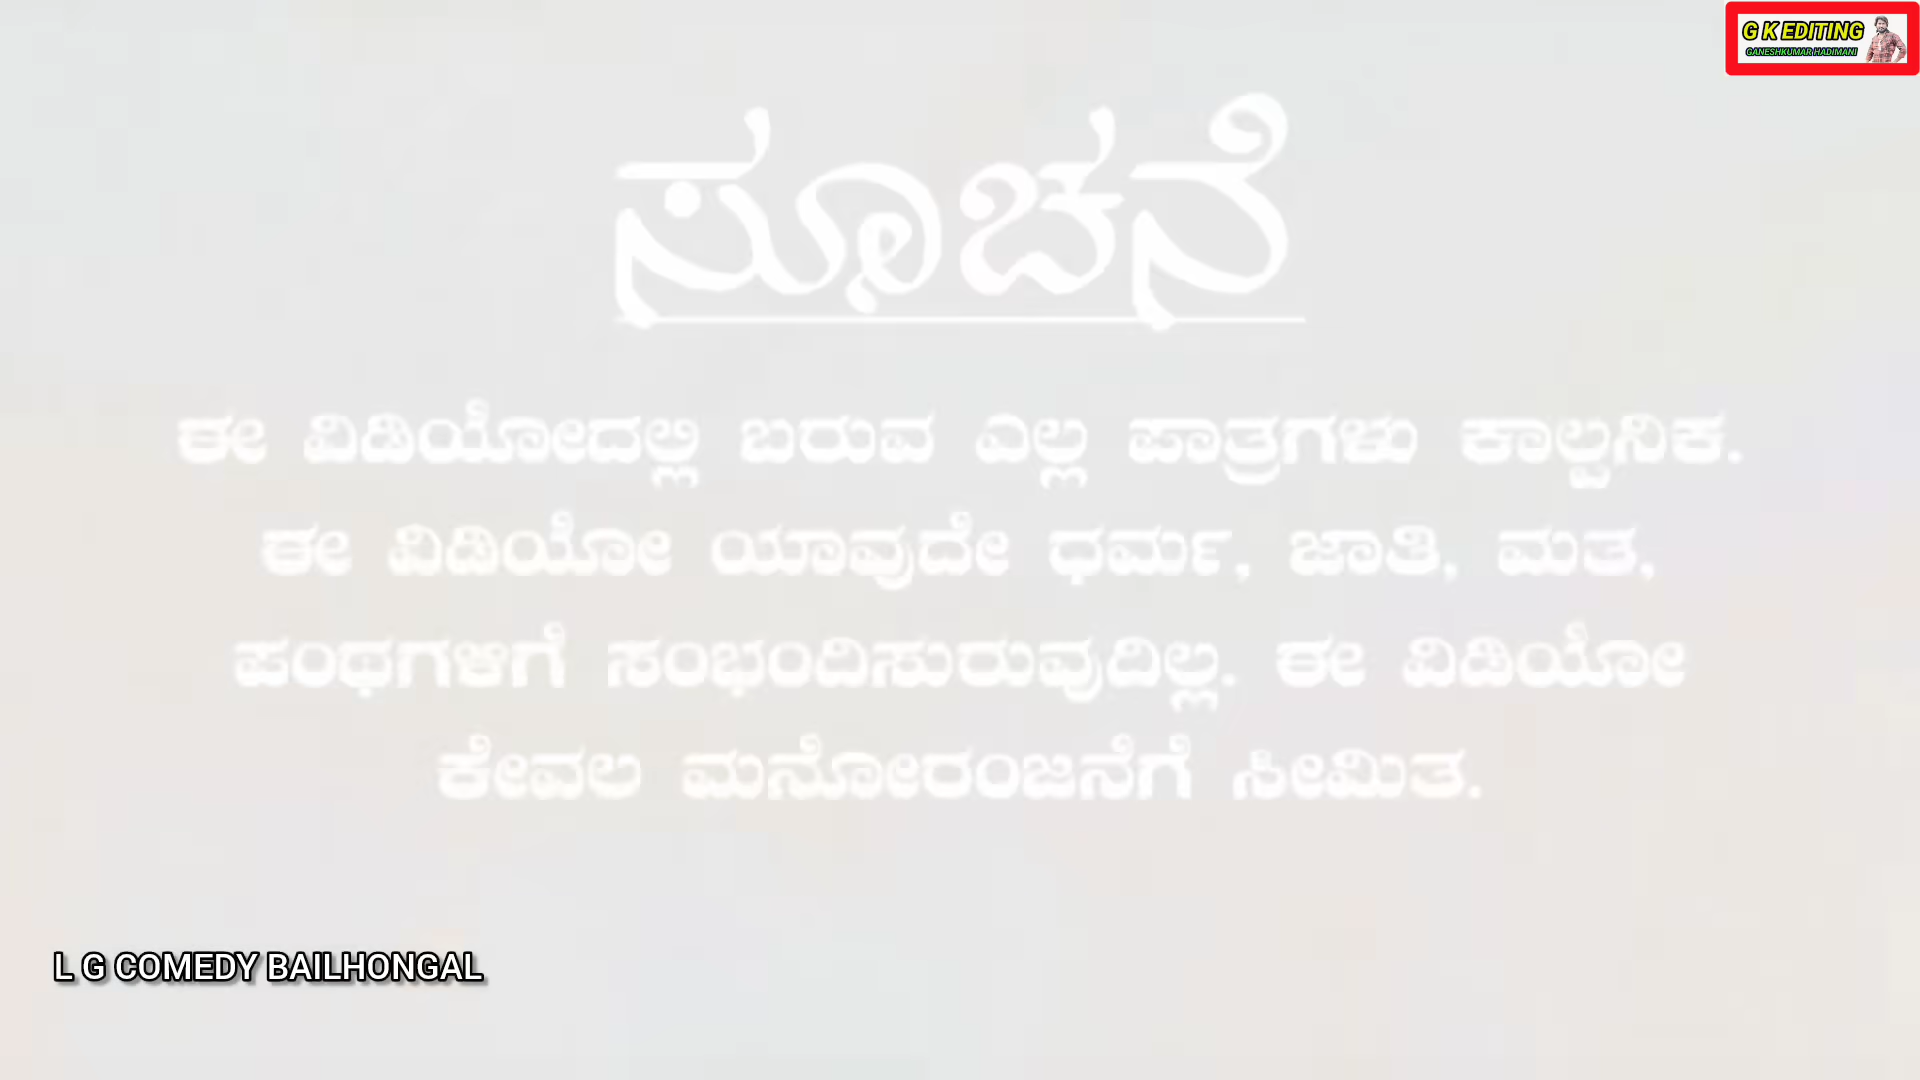 G K EDITING
GANESHKUMAR HADIMANI
ಸೂಚನೆ
ಈ ವಿಡಿಯೋದಲ್ಲಿ ಬರುವ ಎಲ್ಲ ಪಾತ್ರಗಳು ಕಾಲ್ಪನಿಕ.
ಈ ವಿಡಿಯೋ ಯಾವುದೇ ಧರ್ಮ, ಜಾತಿ, ಮತ,
ಪಂಥಗಳಿಗೆ ಸಂಭಂದಿಸುರುವುದಿಲ್ಲ. ಈ ವಿಡಿಯೋ
ಕೇವಲ ಮನೋರಂಜನೆಗೆ ಸೀಮಿತ.
L G COMEDY BAILHONGAL